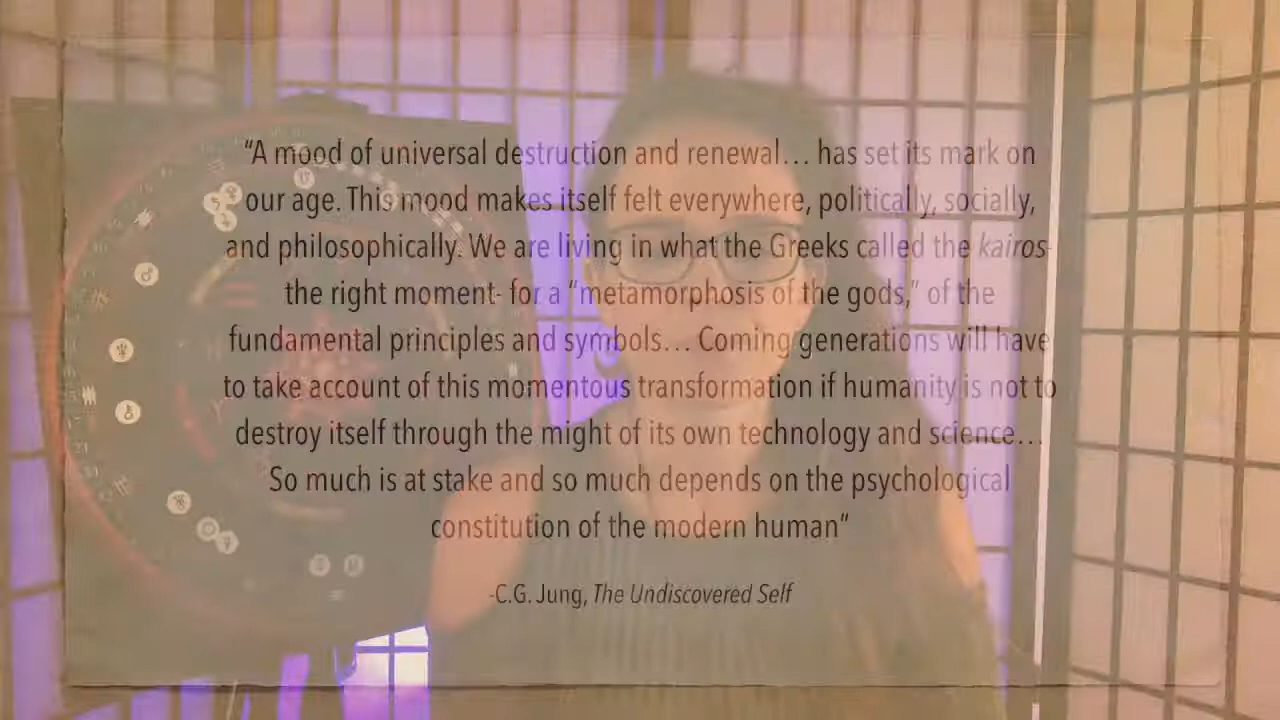 “A mood of universal destruction and renewal… has set its mark on
our age. This mood makes itself felt everywhere, politically, socially,
and philosophically. We are living in what the Greeks called the kairos-
the right moment- for a “metamorphosis of the gods,” of the
fundamental principles and symbols… Coming generations will have
to take account of this momentous transformation if humanity is not to
destroy itself through the might of its own technology and science…
So much is at stake and so much depends on the psychological
constitution of the modern human”
-C.G. Jung, The Undiscovered Self